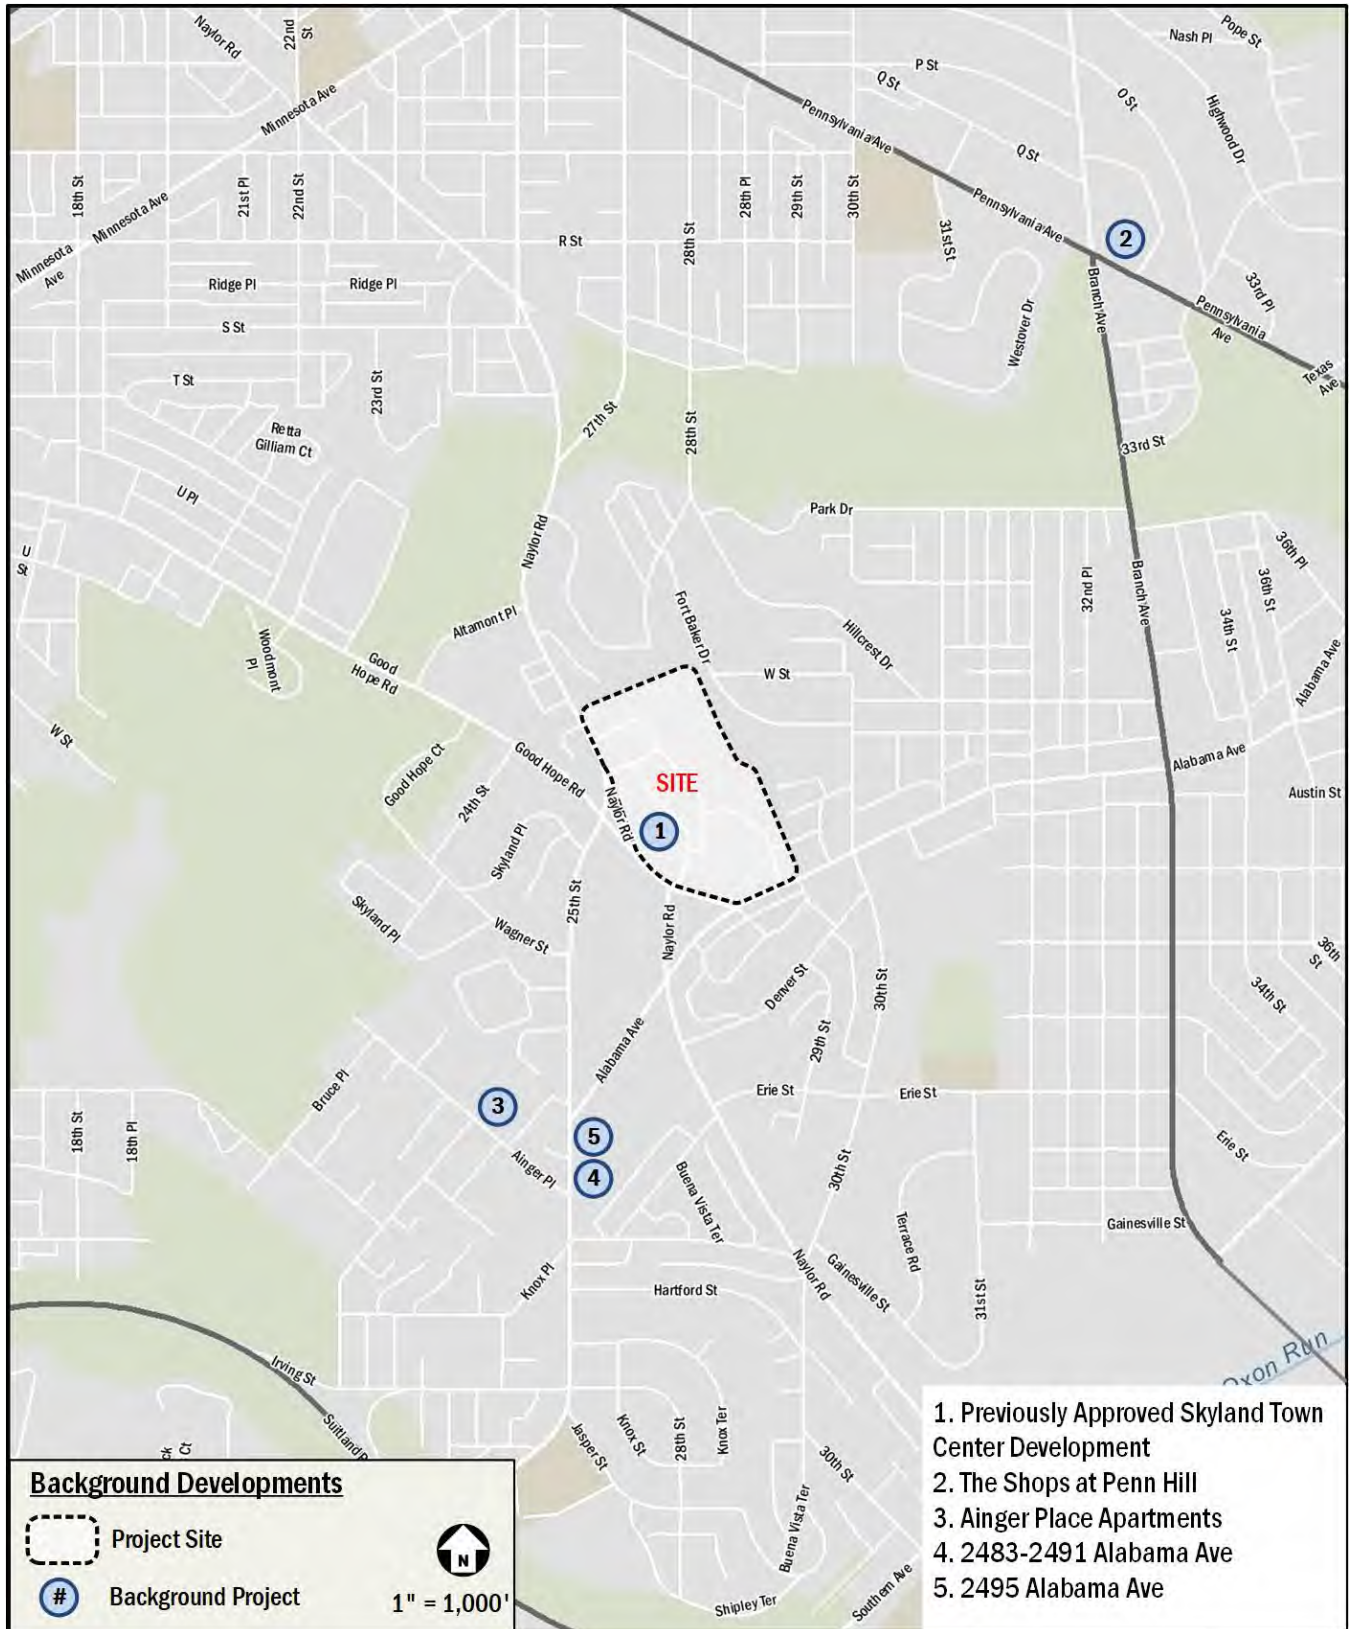 Naylor Rd
22nd
St
Nash Pl
Pope St
P St
Q St
O St
Highwood Dr
Minnesota Ave
Pennsylvania Ave
Q St
18th St
21st Pl
22nd St
28th Pl
29th St
30th St
Minnesota Ave
Pennsylvania Ave
31st St
2
R St
28th St
Minnesota
Ave
Ridge Pl
Ridge Pl
Branch Ave
33rd Pl
Pennsylvania
Ave
S St
Westover Dr
T St
23rd St
Texas
Ave
27th St
28th St
Retta
Gilliam Ct
33rd St
U Pl
Park Dr
Naylor Rd
U
St
36th Pl
32nd Pl
Branch Ave
36th St
34th St
Altamont Pl
Fort Baker Dr
Hillcrest Dr
Woodmont
Pl
Good
Hope Rd
W St
Alabama Ave
W St
Good Hope Ct
Good Hope Rd
SITE
Alabama Ave
24th St
Naylor Rd
Austin St
1
Skyland Pl
25th St
Skyland Pl
Wagner St
Naylor Rd
36th
St
Denver St
30th St
34th St
Alabama Ave
29th St
Bruce Pl
Erie St
Erie St
3
18th St
18th Pl
5
Erie St
Ainger Pl
4
30th St
Buena Vista Ter
Terrace Rd
Gainesville St
Knox Pl
Naylor Rd
Gainesville St
Hartford St
31st St
Irving St
Oxon Run
Suitland P
Jasper St
Knox St
28th St
Knox Ter
30th St
ck
Ct
Buena Vista Ter
Shipley Ter
Southern Ave
1. Previously Approved Skyland Town
Center Development
2. The Shops at Penn Hill
3. Ainger Place Apartments
4. 2483-2491 Alabama Ave
5. 2495 Alabama Ave
Background Developments
Project Site
N
# Background Project
1" = 1,000'